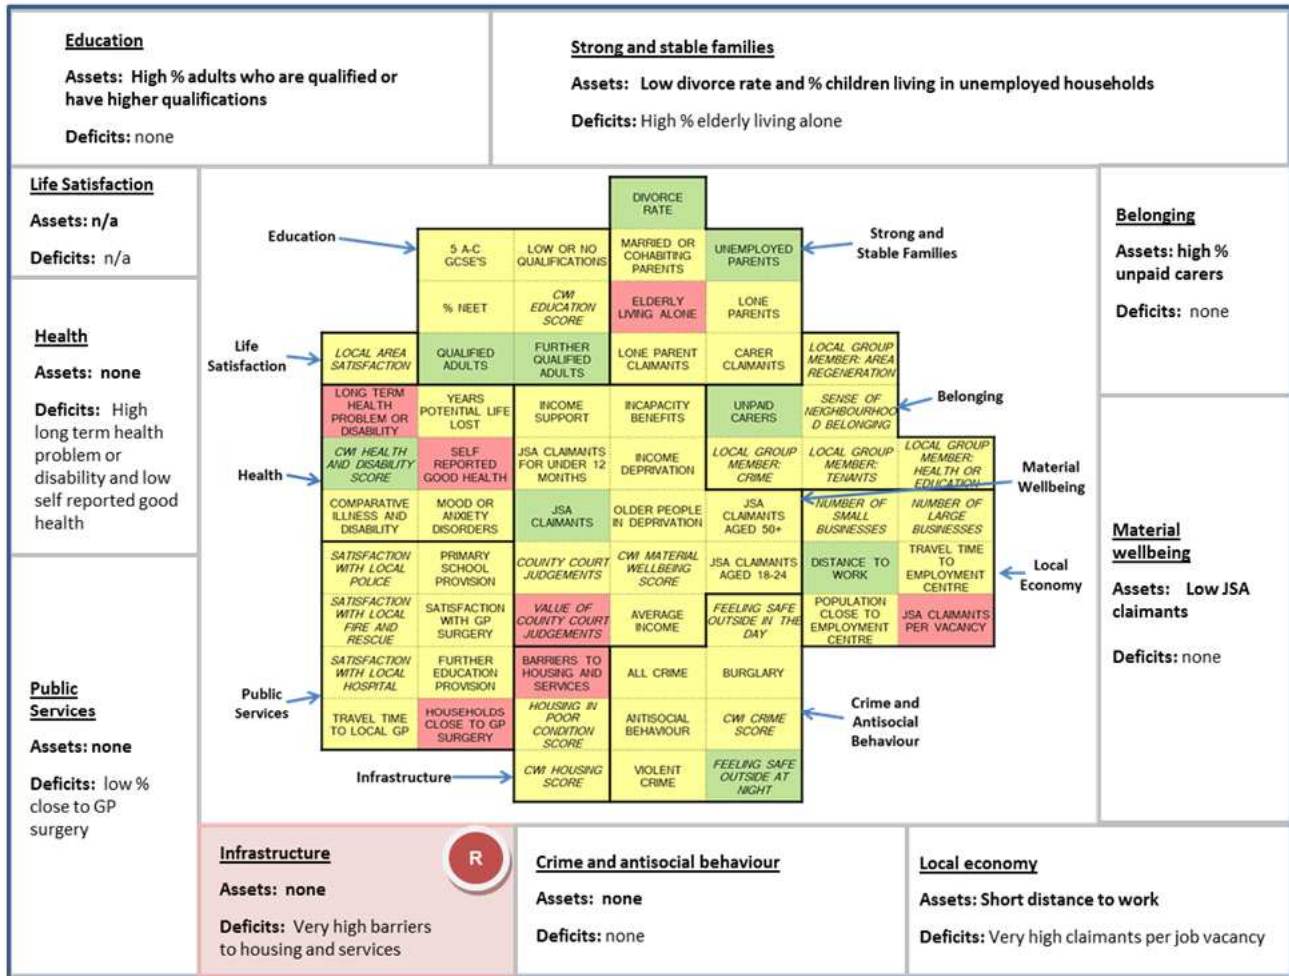 Education
Assets: High % adults who are qualified or
have higher qualifications
Deficits: none
Strong and stable families
Assets: Low divorce rate and % children living in unemployed households
Deficits: High % elderly living alone
Life Satisfaction
Assets: n/a
Deficits: n/a
Health
Assets: none
Deficits: High
long term health
problem or
disability and low
self reported good
health
Public
Services
Assets: none
Deficits: low %
close to GP
surgery
Education
Life
Satisfaction
Health
Public
Services
Infrastructure
DIVORCE
RATE
5 A-C
GCSE'S
LOW OR NO
QUALIFICATIONS
MARRIED OR
COHABITING
PARENTS
UNEMPLOYED
PARENTS
% NEET
CWI
EDUCATION
SCORE
ELDERLY
LIVING ALONE
LONE
PARENTS
LOCAL AREA
SATISFACTION
QUALIFIED
ADULTS
FURTHER
QUALIFIED
ADULTS
LONE PARENT
CLAIMANTS
CARER
CLAIMANTS
LOCAL GROUP
MEMBER: AREA
REGENERATION
LONG TERM
HEALTH
PROBLEM OR
DISABILITY
YEARS
POTENTIAL LIFE
LOST
INCOME
SUPPORT
INCAPACITY
BENEFITS
UNPAID
CARERS
SENSE OF
NEIGHBOURHOO
D BELONGING
CWI HEALTH
AND DISABILITY
SCORE
SELF
REPORTED
GOOD HEALTH
JSA CLAIMANTS
FOR UNDER 12
MONTHS
INCOME
DEPRIVATION
LOCAL GROUP
MEMBER:
CRIME
LOCAL GROUP
MEMBER:
TENANTS
LOCAL GROUP
MEMBER:
HEALTH OR
EDUCATION
COMPARATIVE
ILLNESS AND
DISABILITY
MOOD OR
ANXIETY
DISORDERS
JSA
CLAIMANTS
OLDER PEOPLE
IN DEPRIVATION
JSA
CLAIMANTS
AGED 50+
NUMBER OF
SMALL
BUSINESSES
NUMBER OF
LARGE
BUSINESSES
SATISFACTION
WITH LOCAL
POLICE
PRIMARY
SCHOOL
PROVISION
COUNTY COURT
JUDGEMENTS
CWI MATERIAL
WELLBEING
SCORE
JSA CLAIMANTS
AGED 18-24
DISTANCE TO
WORK
TRAVEL TIME
TO
EMPLOYMENT
CENTRE
SATISFACTION
WITH LOCAL
FIRE AND
RESCUE
SATISFACTION
WITH GP
SURGERY
VALUE OF
COUNTY COURT
JUDGEMENTS
AVERAGE
INCOME
FEELING SAFE
OUTSIDE IN THE
DAY
POPULATION
CLOSE TO
EMPLOYMENT
CENTRE
JSA CLAIMANTS
PER VACANCY
SATISFACTION
WITH LOCAL
HOSPITAL
FURTHER
EDUCATION
PROVISION
BARRIERS TO
HOUSING AND
SERVICES
ALL CRIME
BURGLARY
TRAVEL TIME
TO LOCAL GP
HOUSEHOLDS
CLOSE TO GP
SURGERY
HOUSING IN
POOR
CONDITION
SCORE
ANTISOCIAL
BEHAVIOUR
CWI CRIME
SCORE
CWI HOUSING
SCORE
VIOLENT
CRIME
FEELING SAFE
OUTSIDE AT
NIGHT
Strong and
Stable Families
Belonging
Material
Wellbeing
Local
Economy
Crime and
Antisocial
Behaviour
Belonging
Assets: high %
unpaid carers
Deficits: none
Material
wellbeing
Assets: Low JSA
claimants
Deficits: none
Infrastructure
R
Assets: none
Deficits: Very high barriers
to housing and services
Crime and antisocial behaviour
Assets: none
Deficits: none
Local economy
Assets: Short distance to work
Deficits: Very high claimants per job vacancy